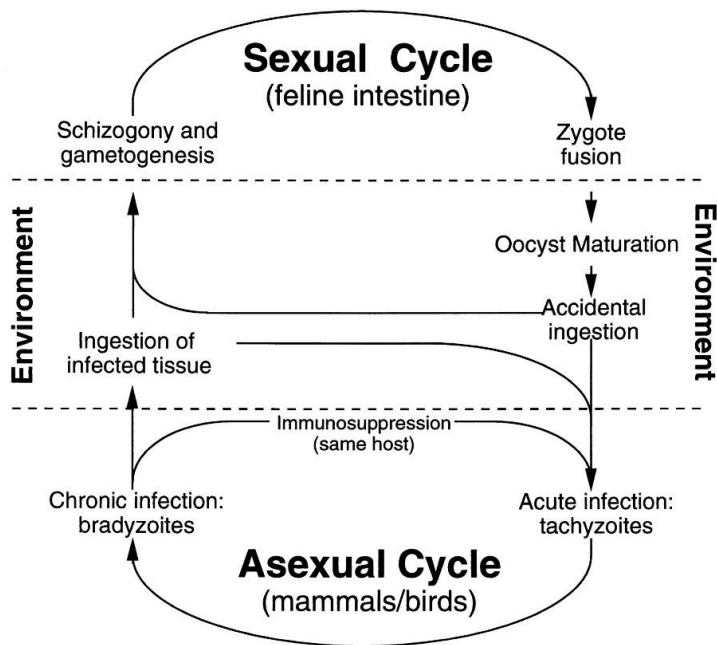 Sexual Cycle
(feline intestine)
Schizogony and
gametogenesis
Zygote
fusion
Environment
Environment
Oocyst Maturation
Accidental
ingestion
Ingestion of
infected tissue
Immunosuppression
(same host)
Chronic infection:
bradyzoites
Acute infection:
tachyzoites
Asexual Cycle
(mammals/birds)